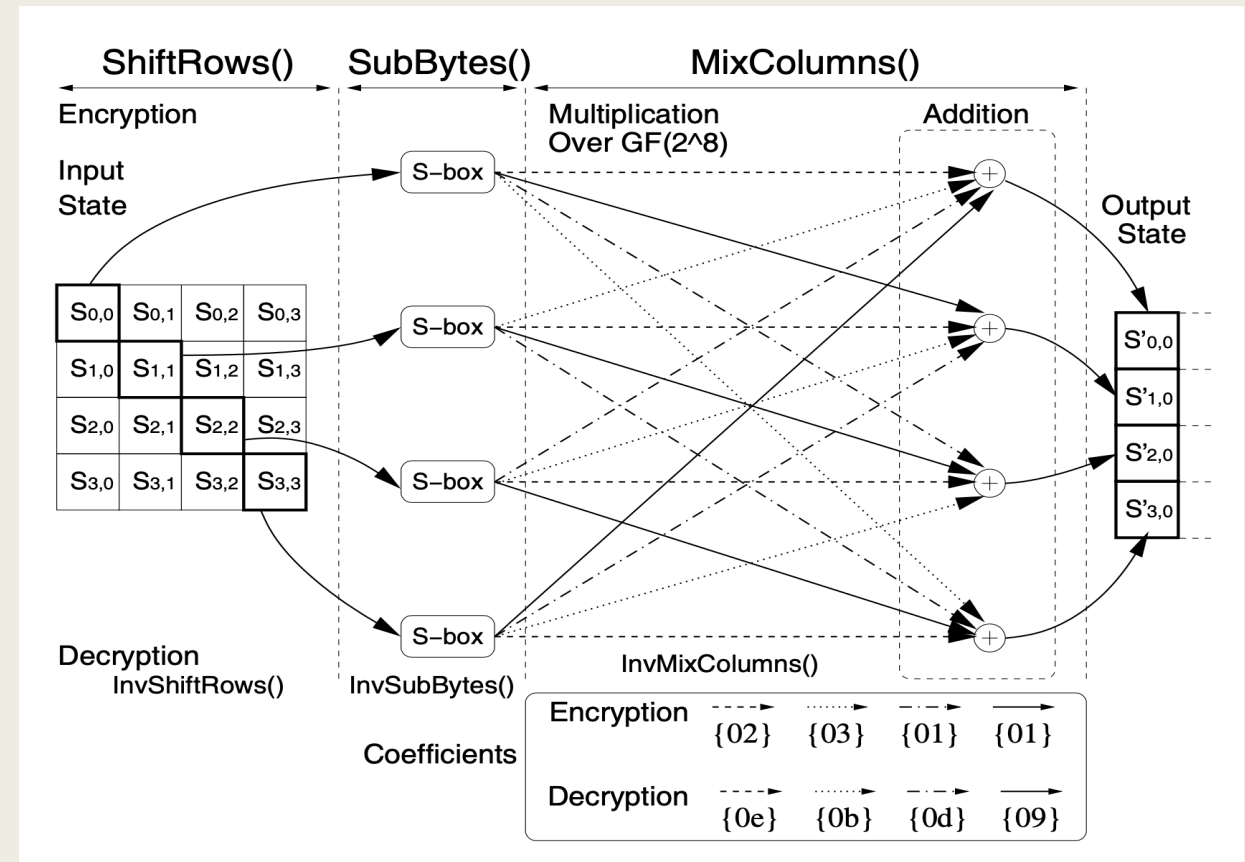 ShiftRows() SubBytes() MixColumns()
Encryption
Multiplication
Over GF(2^8)
Addition
Input
State
S-box
Output
State
S0,0 S0,1 S0,2 S0,3
S-box
S'0,0
S1,0 S1,1 S1,2 S1,3
S'1,0
S2,0 S2,1 S2,2 S2,3
S'2,0
S3,0 S3,1 S3,2 S3,3
S-box
S'3,0
S-box
+
+
+
+
Decryption
InvShiftRows() InvSubBytes() InvMixColumns()
Coefficients
Encryption
{02} {03} {01} {01}
Decryption
{0e} {0b} {0d} {09}